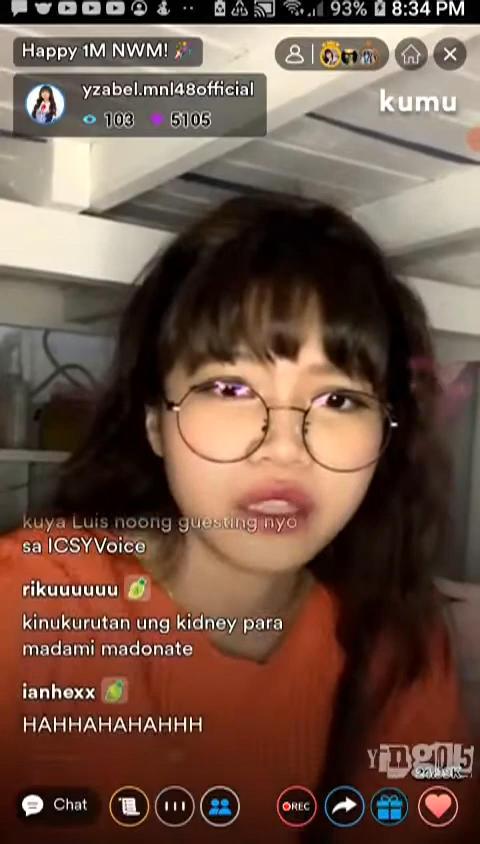 93% 8:34 PM
Happy 1M NWM!
yzabel.mnl48official
103 5105
kumu
kuya Luis noong guesting nyo
sa ICSYVoice
rikuuuuuu
kinukurutan ung kidney para
madami madonate
ianhexx
HAHHAHAHAHHH
Chat
REC